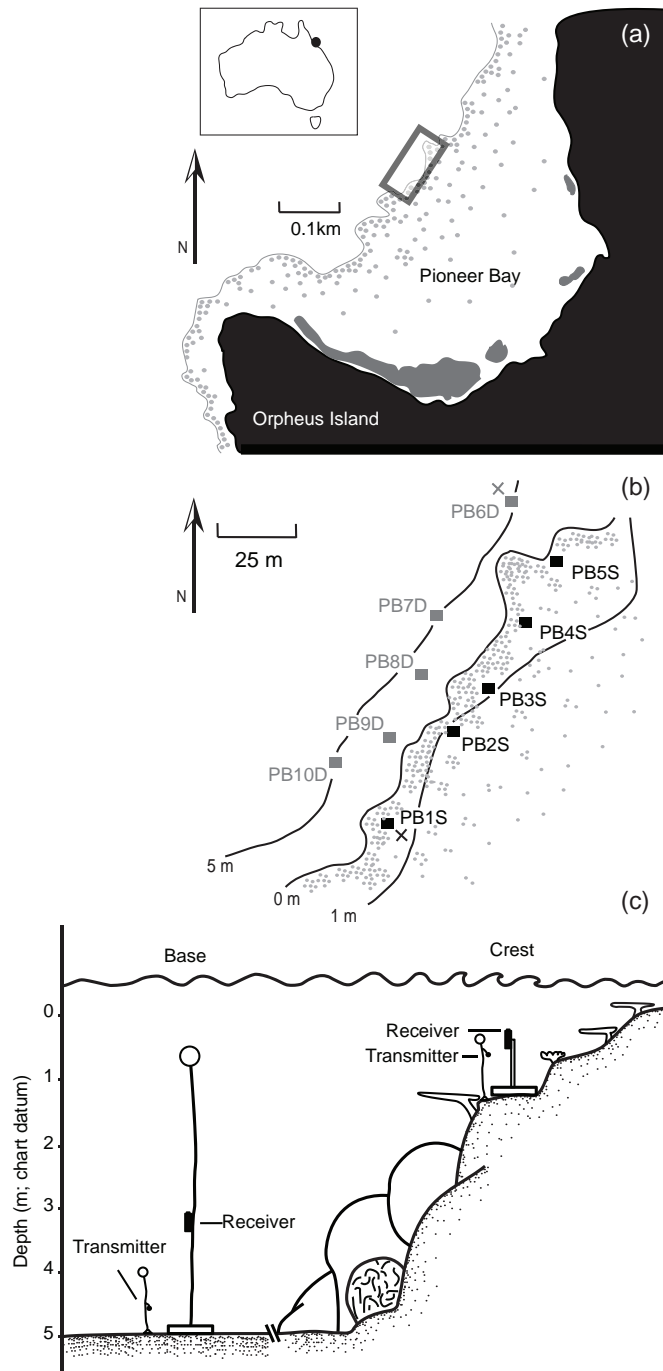 (a)
N
0.1km
Pioneer Bay
Orpheus Island
(b)
PB6D
25 m
N
PB5S
PB7D
PB4S
PB8D
PB3S
PB9D
PB2S
PB10D
PB1S
5 m
0 m
1 m
(c)
Base
Crest
0
Receiver
Transmitter
1
2
3
Receiver
Transmitter
4
5
Depth (m; chart datum)